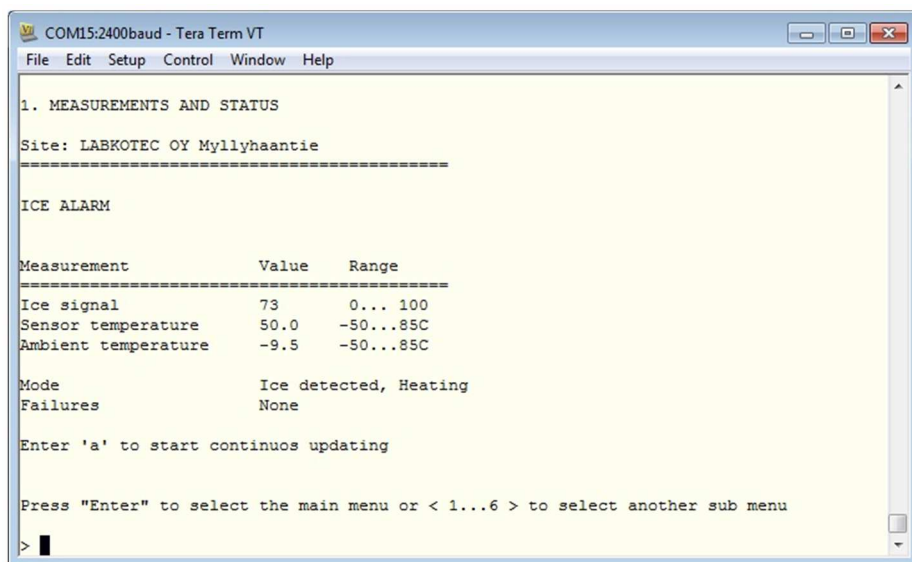 COM15:2400baud - Tera Term VT
File Edit Setup Control Window Help
1. MEASUREMENTS AND STATUS
Site: LABKOTEC OY Myllyhaantie
===========================================
ICE ALARM
Measurement Value Range
===========================================
Ice signal 73 0... 100
Sensor temperature 50.0 -50...85C
Ambient temperature -9.5 -50...85C
Mode Ice detected, Heating
Failures None
Enter 'a' to start continuos updating
Press "Enter" to select the main menu or < 1...6 > to select another sub menu
>